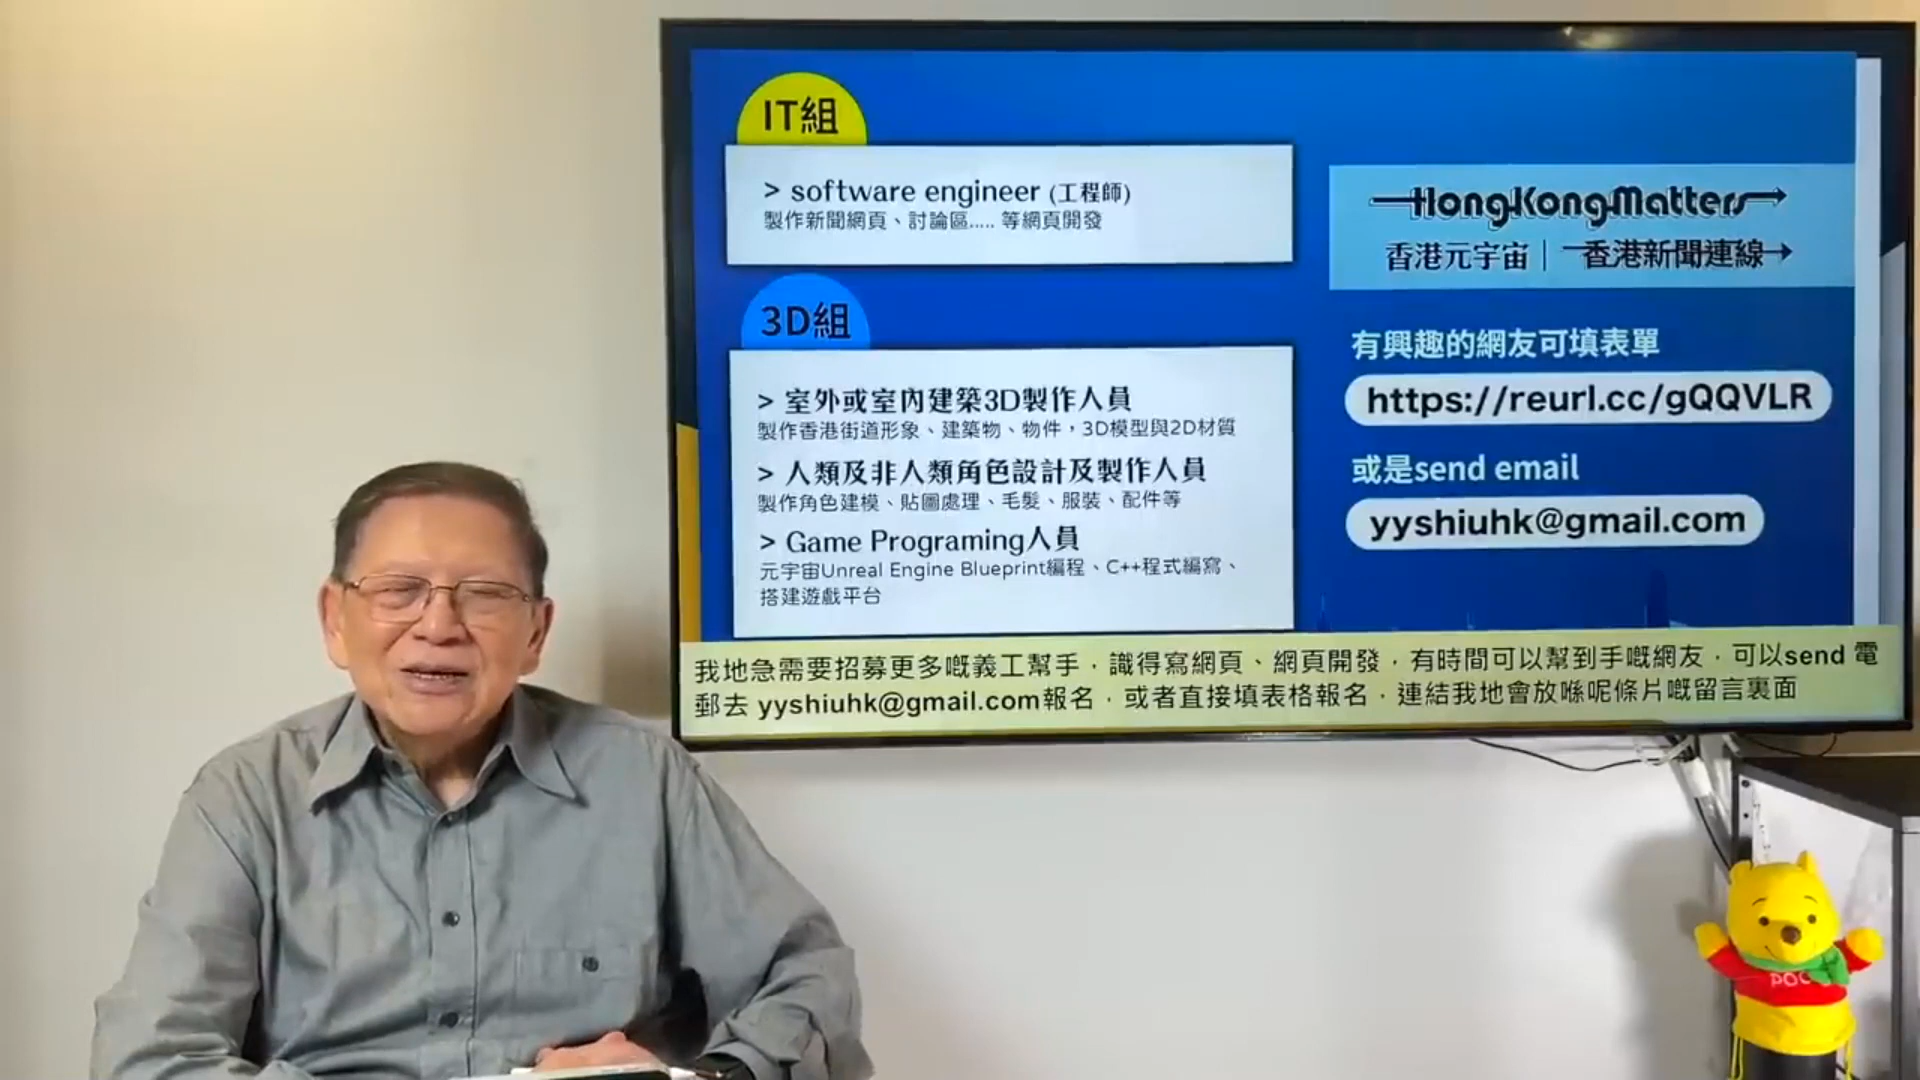 IT組
> software engineer (工程師)
製作新聞網頁、討論區..... 等網頁開發
3D組
> 室外或室內建築3D製作人員
製作香港街道形象、建築物、物件，3D模型與2D材質
> 人類及非人類角色設計及製作人員
製作角色建模、貼圖處理、毛髮、服裝、配件等
> Game Programing人員
元宇宙Unreal Engine Blueprint編程、C++程式編寫、
搭建遊戲平台
HongKongMatters
香港元宇宙｜香港新聞連線
有興趣的網友可填表單
https://reurl.cc/gQQVLR
或是send email
yyshiuhk@gmail.com
我地急需要招募更多嘅義工幫手，識得寫網頁、網頁開發，有時間可以幫到手嘅網友，可以send 電
郵去 yyshiuhk@gmail.com報名，或者直接填表格報名，連結我地會放喺呢條片嘅留言裏面